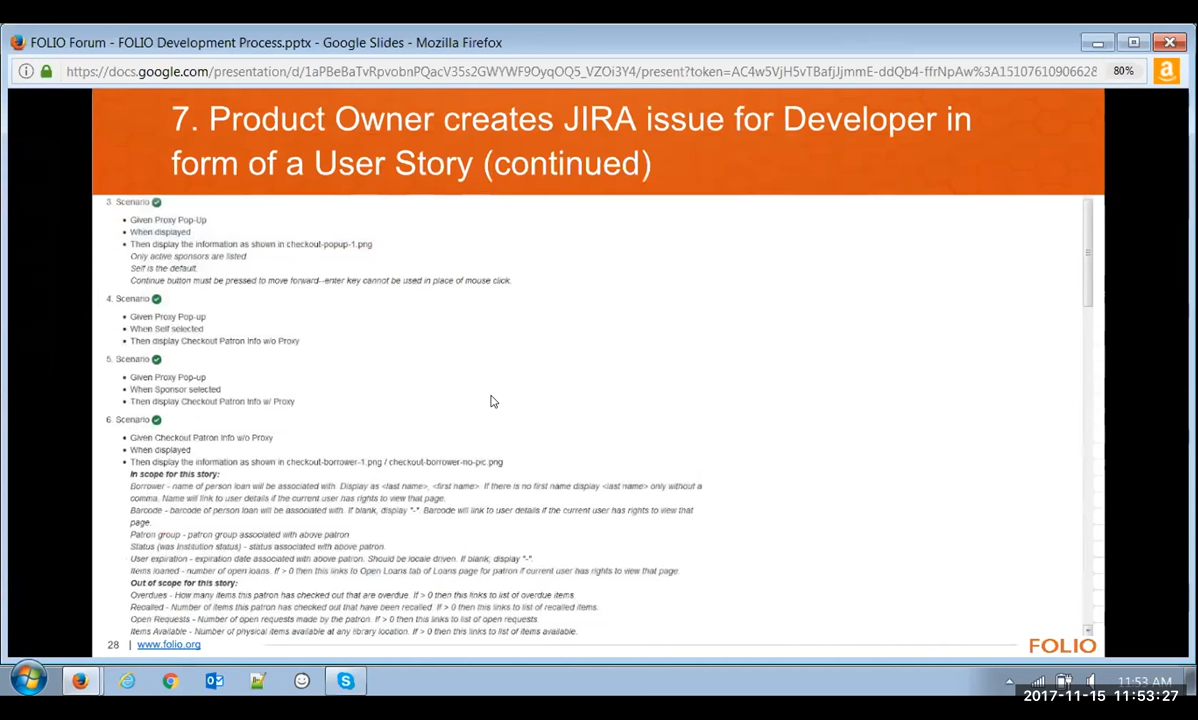 FOLIO Forum - FOLIO Development Process.pptx - Google Slides - Mozilla Firefox
80%
7. Product Owner creates JIRA issue for Developer in
form of a User Story (continued)
3. Scenario
• Given Proxy Pop-Up
• When displayed
• Then display the information as shown in checkout-popup-1.png
Only active sponsors are listed.
Self is the default.
Continue button must be pressed to move forward--enter key cannot be used in place of mouse click.
4. Scenario
• Given Proxy Pop-up
• When Self selected
• Then display Checkout Patron Info w/o Proxy
5. Scenario
• Given Proxy Pop-up
• When Sponsor selected
• Then display Checkout Patron Info w/ Proxy
6. Scenario
• Given Checkout Patron Info w/o Proxy
• When displayed
• Then display the information as shown in checkout-borrower-1.png / checkout-borrower-no-pic.png
In scope for this story:
Borrower - name of person loan will be associated with. Display as <last name>, <first name>. If there is no first name display <last name> only without a
comma. Name will link to user details if the current user has rights to view that page.
Barcode - barcode of person loan will be associated with. If blank, display "-". Barcode will link to user details if the current user has rights to view that
page.
Patron group - patron group associated with above patron
Status (was Institution status) - status associated with above patron.
User expiration - expiration date associated with above patron. Should be locale driven. If blank, display "-".
Items loaned - number of open loans. If > 0 then this links to Open Loans tab of Loans page for patron if current user has rights to view that page.
Out of scope for this story:
Overdues - How many items this patron has checked out that are overdue. If > 0 then this links to list of overdue items.
Recalled - Number of items this patron has checked out that have been recalled. If > 0 then this links to list of recalled items.
Open Requests - Number of open requests made by the patron. If > 0 then this links to list of open requests.
Items Available - Number of physical items available at any library location. If > 0 then this links to list of items available.
28 | www.folio.org
FOLIO
11:53 AM
2017-11-15 11:53:27